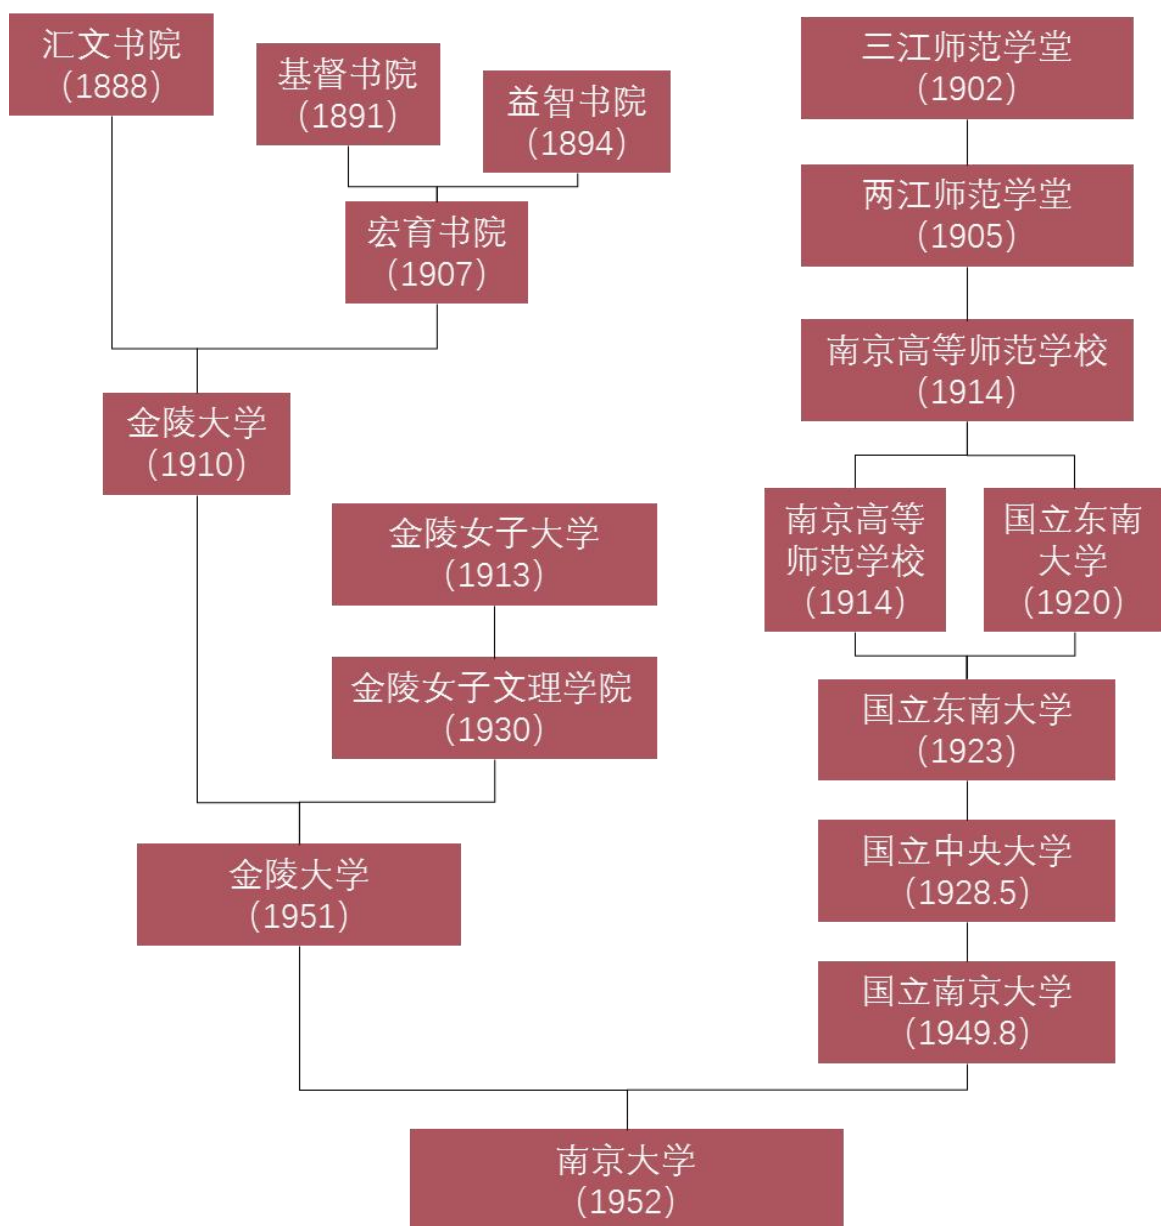 汇文书院
(1888)
基督书院
(1891)
益智书院
(1894)
宏育书院
(1907)
金陵大学
(1910)
金陵女子大学
(1913)
金陵女子文理学院
(1930)
金陵大学
(1951)
三江师范学堂
(1902)
两江师范学堂
(1905)
南京高等师范学校
(1914)
南京高等
师范学校
(1914)
国立东南
大学
(1920)
国立东南大学
(1923)
国立中央大学
(1928.5)
国立南京大学
(1949.8)
南京大学
(1952)